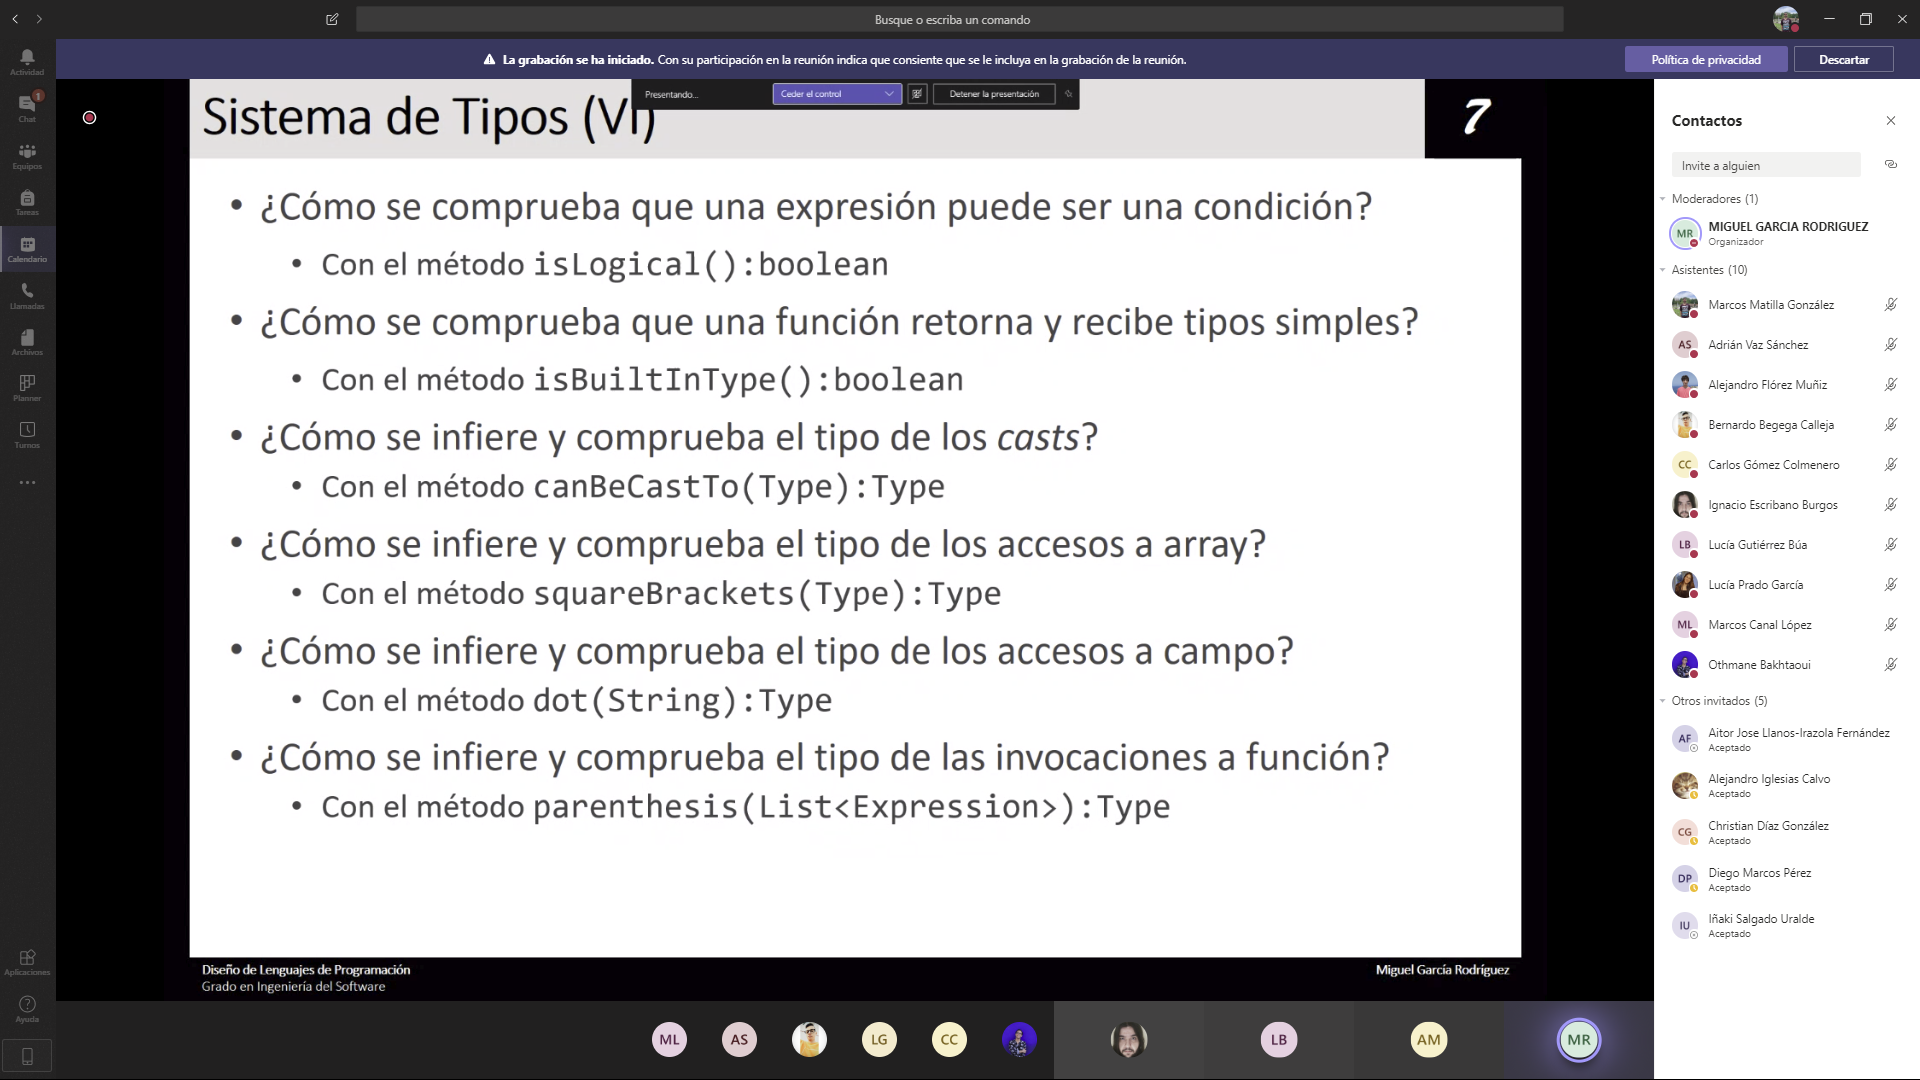 Busque o escriba un comando
La grabación se ha iniciado. Con su participación en la reunión indica que consiente que se le incluya en la grabación de la reunión.
Política de privacidad
Descartar
Actividad
1
Chat
Equipos
Tareas
Calendario
Llamadas
Archivos
Planner
Turnos
Aplicaciones
Ayuda
Presentando...
Ceder el control
Detener la presentación
Sistema de Tipos (VI)
7
• ¿Cómo se comprueba que una expresión puede ser una condición?
• Con el método isLogical():boolean
• ¿Cómo se comprueba que una función retorna y recibe tipos simples?
• Con el método isBuiltInType():boolean
• ¿Cómo se infiere y comprueba el tipo de los casts?
• Con el método canBeCastTo(Type):Type
• ¿Cómo se infiere y comprueba el tipo de los accesos a array?
• Con el método squareBrackets(Type):Type
• ¿Cómo se infiere y comprueba el tipo de los accesos a campo?
• Con el método dot(String):Type
• ¿Cómo se infiere y comprueba el tipo de las invocaciones a función?
• Con el método parenthesis(List<Expression>):Type
Diseño de Lenguajes de Programación
Grado en Ingeniería del Software
Miguel García Rodríguez
ML
AS
LG
CC
LB
AM
MR
Contactos
Invite a alguien
Moderadores (1)
MR
MIGUEL GARCIA RODRIGUEZ
Organizador
Asistentes (10)
Marcos Matilla González
AS
Adrián Vaz Sánchez
Alejandro Flórez Muñiz
Bernardo Begega Calleja
CC
Carlos Gómez Colmenero
Ignacio Escribano Burgos
LB
Lucía Gutiérrez Búa
Lucía Prado García
ML
Marcos Canal López
Othmane Bakhtaoui
Otros invitados (5)
AF
Aitor Jose Llanos-Irazola Fernández
Aceptado
Alejandro Iglesias Calvo
Aceptado
CG
Christian Díaz González
Aceptado
DP
Diego Marcos Pérez
Aceptado
IU
Iñaki Salgado Uralde
Aceptado